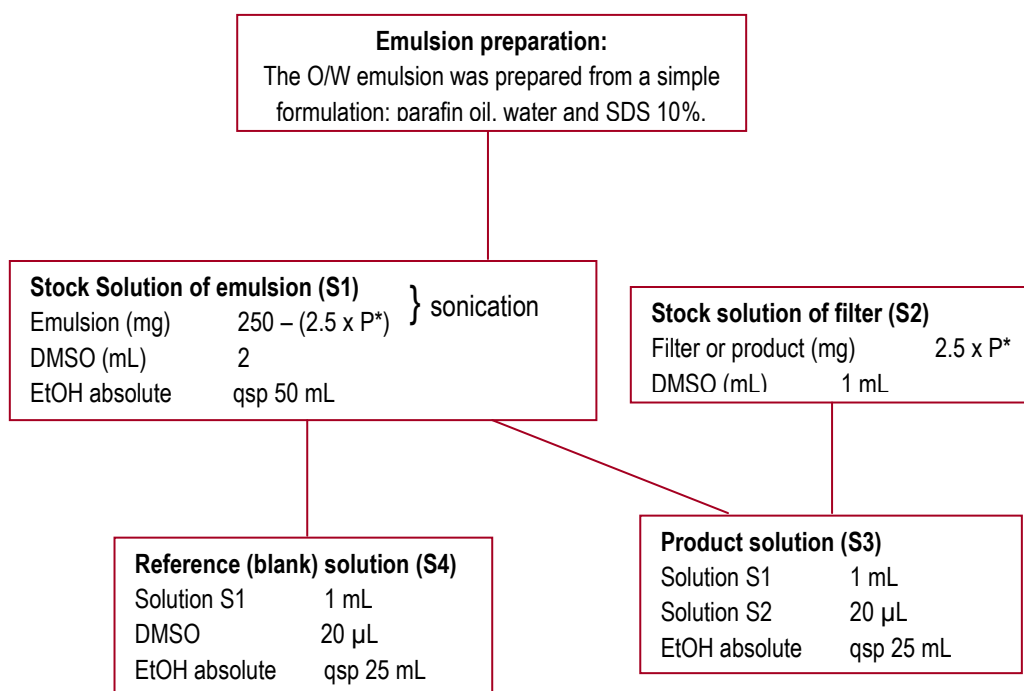 Emulsion preparation:
The O/W emulsion was prepared from a simple
formulation: parafin oil, water and SDS 10%.
Stock Solution of emulsion (S1)
Emulsion (mg) 250 – (2.5 x P*) } sonication
DMSO (mL) 2
EtOH absolute qsp 50 mL
Stock solution of filter (S2)
Filter or product (mg) 2.5 x P*
DMSO (mL) 1 mL
Reference (blank) solution (S4)
Solution S1 1 mL
DMSO 20 µL
EtOH absolute qsp 25 mL
Product solution (S3)
Solution S1 1 mL
Solution S2 20 µL
EtOH absolute qsp 25 mL